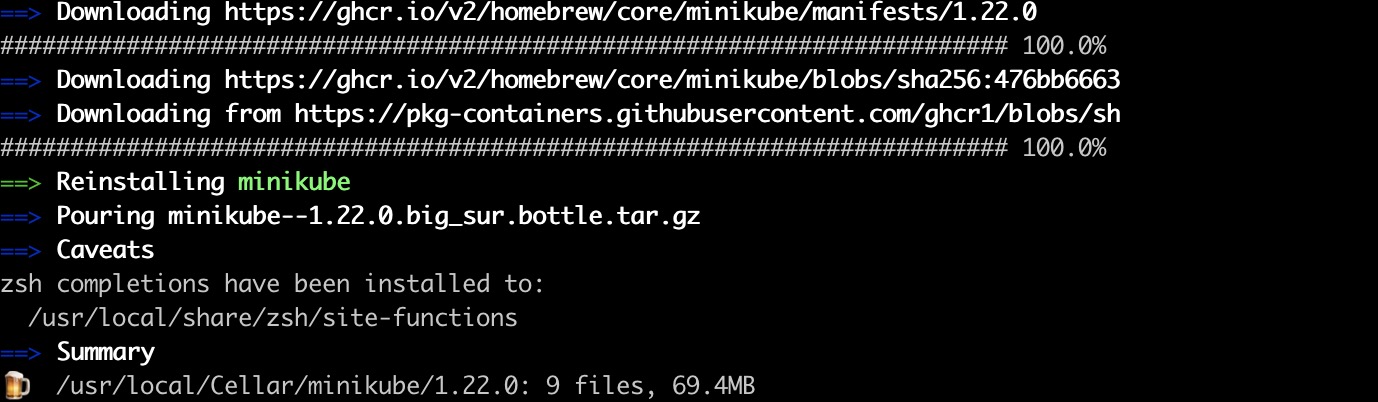 ==> Downloading https://ghcr.io/v2/homebrew/core/minikube/manifests/1.22.0
######################################################################## 100.0%
==> Downloading https://ghcr.io/v2/homebrew/core/minikube/blobs/sha256:476bb6663
==> Downloading from https://pkg-containers.githubusercontent.com/ghcr1/blobs/sh
######################################################################## 100.0%
==> Reinstalling minikube
==> Pouring minikube--1.22.0.big_sur.bottle.tar.gz
==> Caveats
zsh completions have been installed to:
  /usr/local/share/zsh/site-functions
==> Summary
🍺  /usr/local/Cellar/minikube/1.22.0: 9 files, 69.4MB